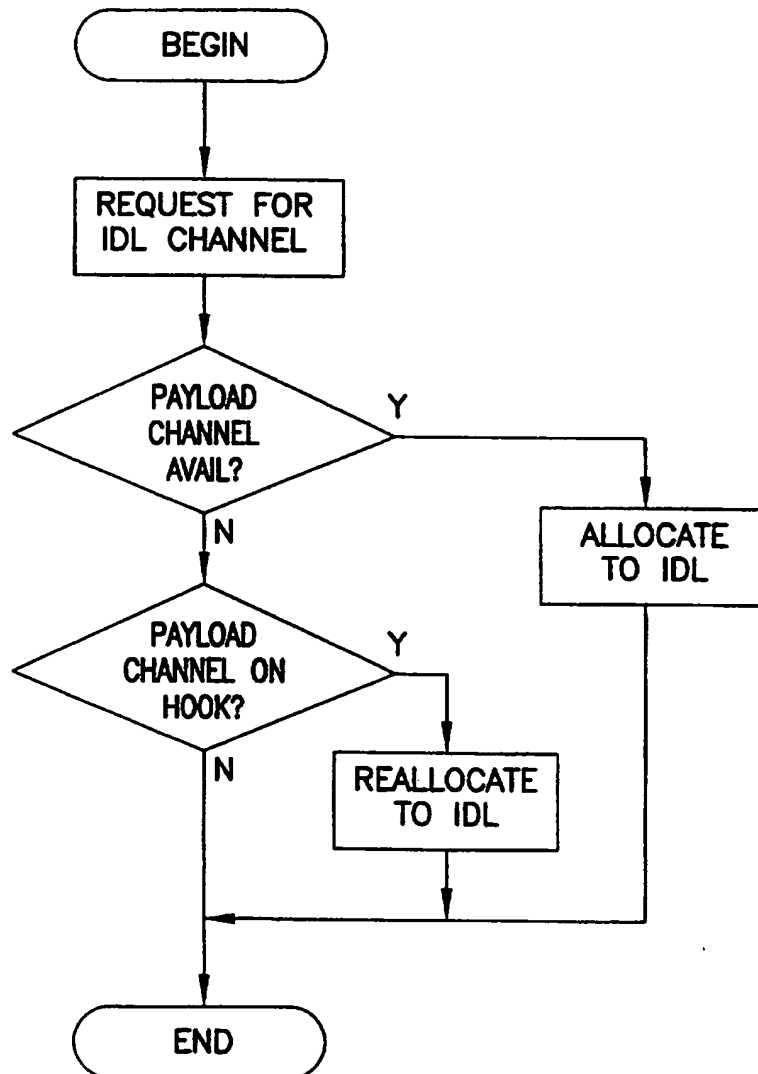 BEGIN
REQUEST FOR
IDL CHANNEL
PAYLOAD
CHANNEL
AVAIL?
Y
N
ALLOCATE
TO IDL
PAYLOAD
CHANNEL ON
HOOK?
Y
N
REALLOCATE
TO IDL
END